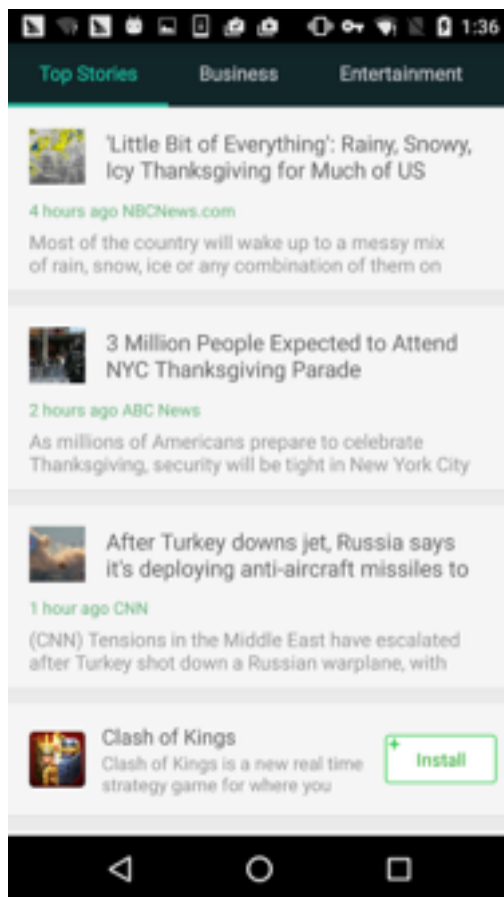 1:36
Top Stories
Business
Entertainment
'Little Bit of Everything': Rainy, Snowy,
Icy Thanksgiving for Much of US
4 hours ago NBCNews.com
Most of the country will wake up to a messy mix
of rain, snow, ice or any combination of them on
3 Million People Expected to Attend
NYC Thanksgiving Parade
2 hours ago ABC News
As millions of Americans prepare to celebrate
Thanksgiving, security will be tight in New York City
After Turkey downs jet, Russia says
it's deploying anti-aircraft missiles to
1 hour ago CNN
(CNN) Tensions in the Middle East have escalated
after Turkey shot down a Russian warplane, with
Clash of Kings
Clash of Kings is a new real time
strategy game for where you
Install